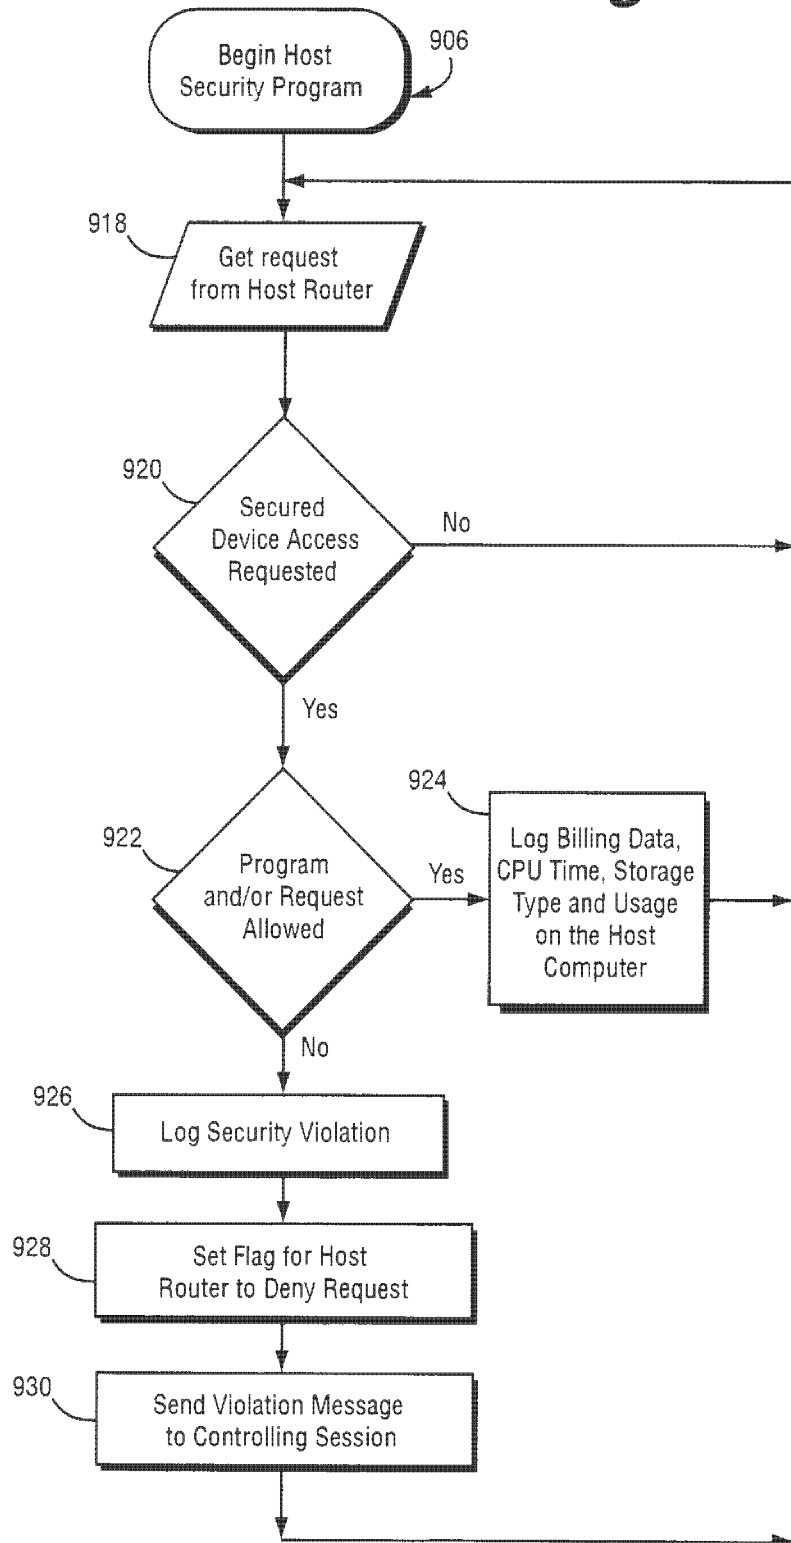 Begin Host
Security Program
906
918
Get request
from Host Router
920
Secured
Device Access
Requested
No
Yes
922
Program
and/or Request
Allowed
Yes
924
Log Billing Data,
CPU Time, Storage
Type and Usage
on the Host
Computer
No
926
Log Security Violation
928
Set Flag for Host
Router to Deny Request
930
Send Violation Message
to Controlling Session